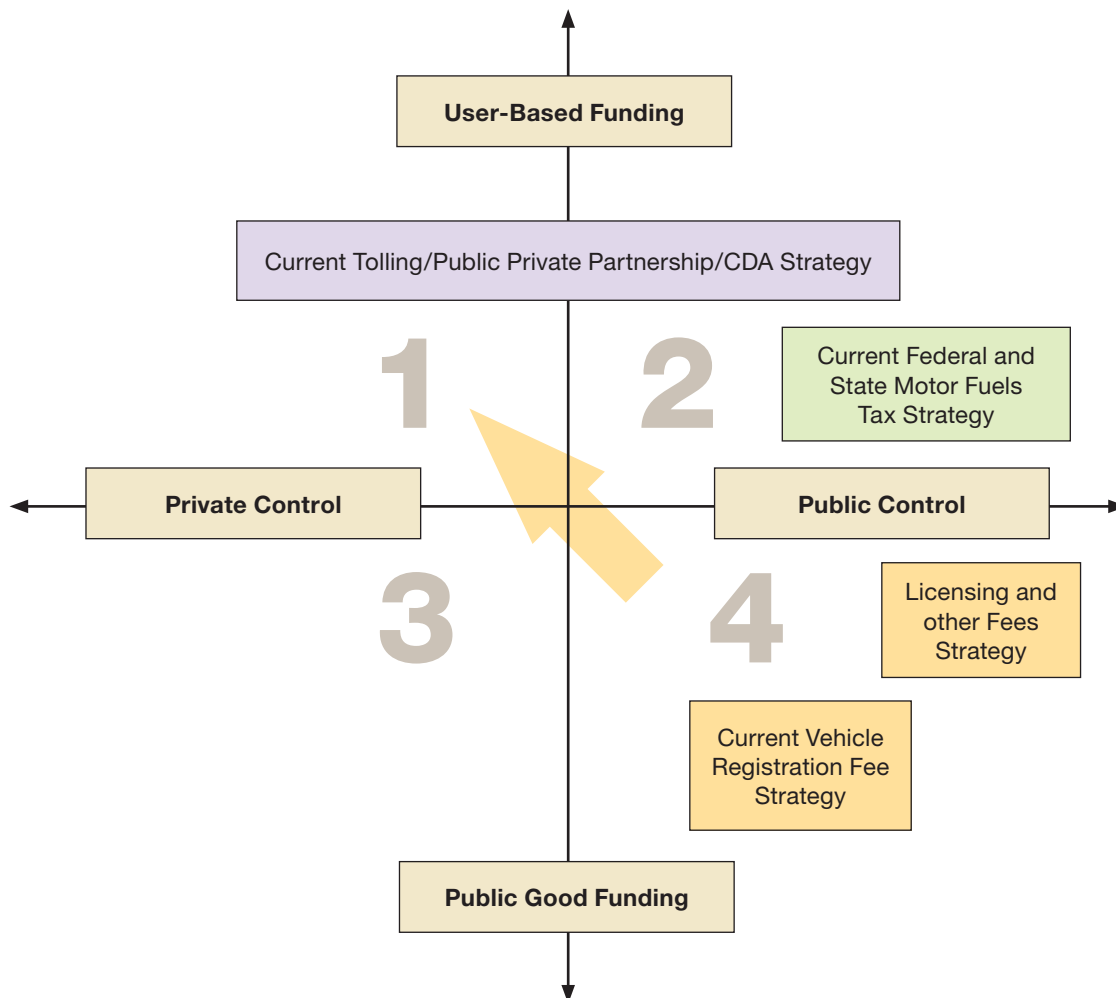 User-Based Funding
Current Tolling/Public Private Partnership/CDA Strategy
1
2
Current Federal and
State Motor Fuels
Tax Strategy
Private Control
Public Control
3
4
Licensing and
other Fees
Strategy
Current Vehicle
Registration Fee
Strategy
Public Good Funding